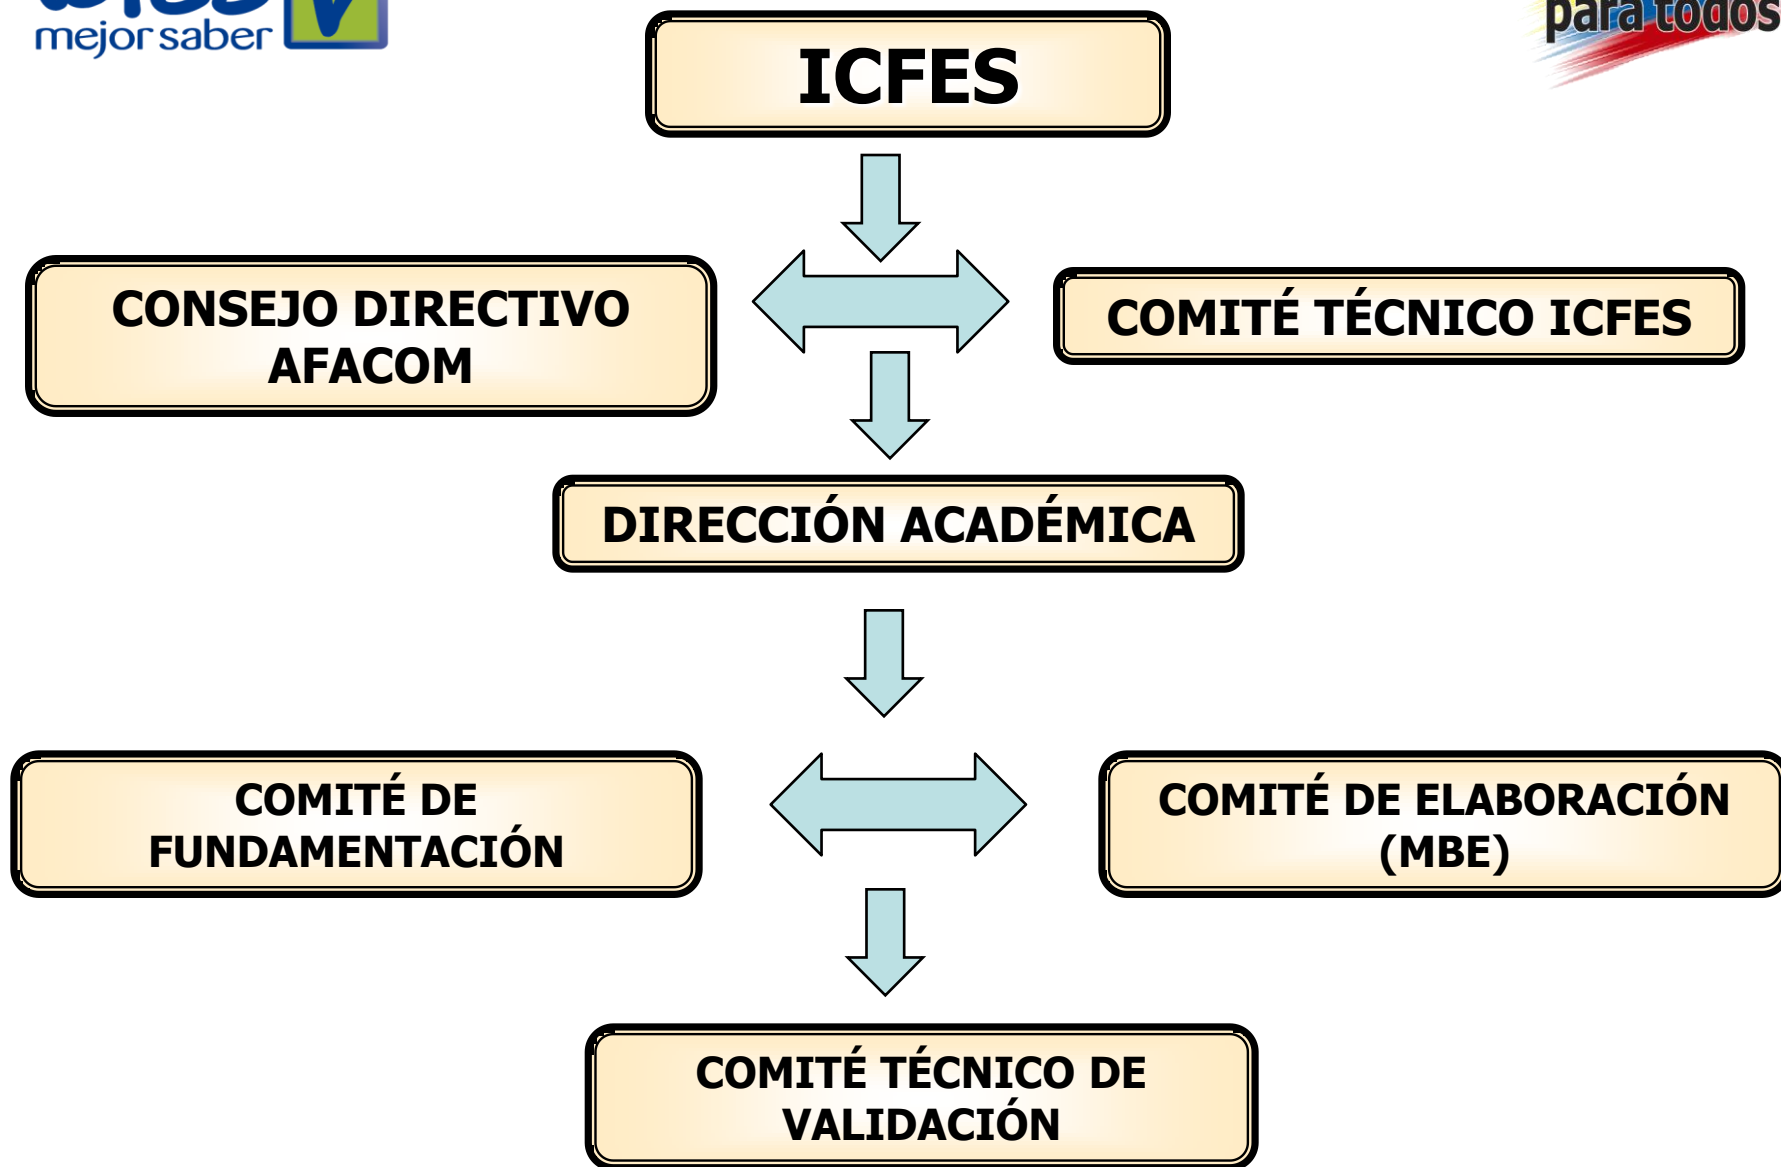 mejor saber
para todos
ICFES
CONSEJO DIRECTIVO
AFACOM
COMITÉ TÉCNICO ICFES
DIRECCIÓN ACADÉMICA
COMITÉ DE
FUNDAMENTACIÓN
COMITÉ DE ELABORACIÓN
(MBE)
COMITÉ TÉCNICO DE
VALIDACIÓN